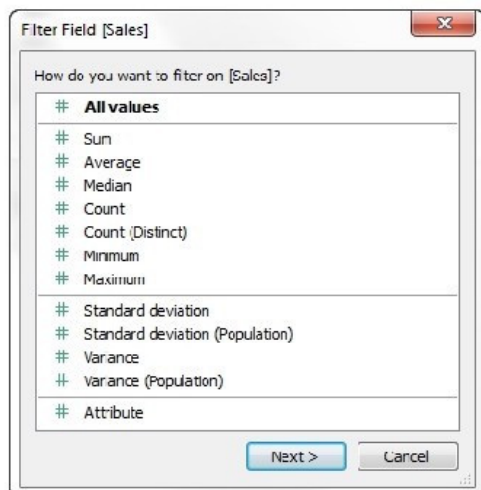 Filter Field [Sales]
How do you want to filter on [Sales]?
# All values
# Sum
# Average
# Median
# Count
# Count (Distinct)
# Minimum
# Maximum
# Standard deviation
# Standard deviation (Population)
# Variance
# Variance (Population)
# Attribute
Next > Cancel